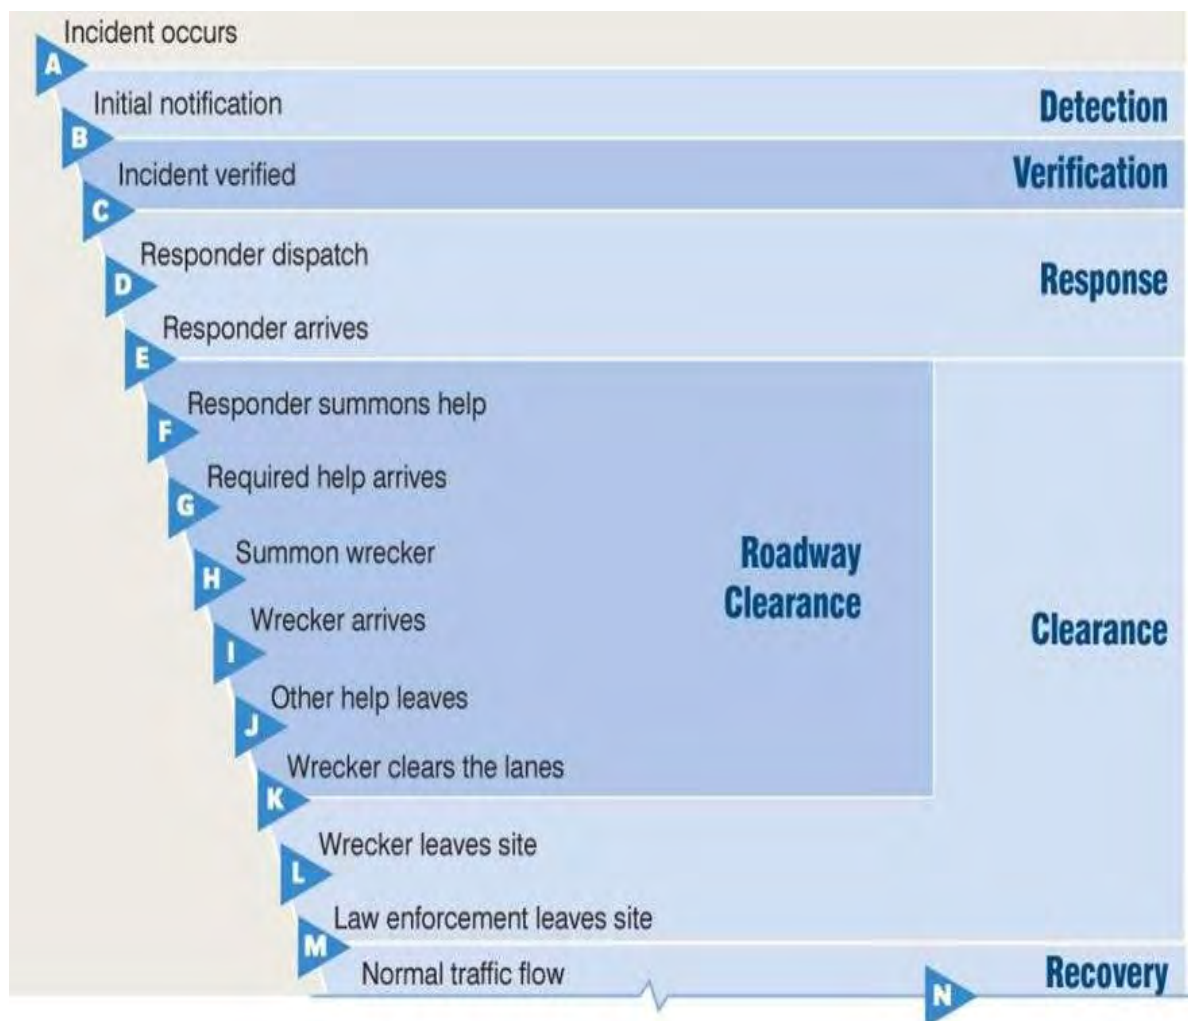 Incident occurs
A
Initial notification
Detection
B
Incident verified
Verification
C
Responder dispatch
D
Response
Responder arrives
E
Responder summons help
F
Required help arrives
G
Summon wrecker
H
Roadway
Clearance
Wrecker arrives
I
Clearance
Other help leaves
J
Wrecker clears the lanes
K
Wrecker leaves site
L
Law enforcement leaves site
M
Normal traffic flow
Recovery
N